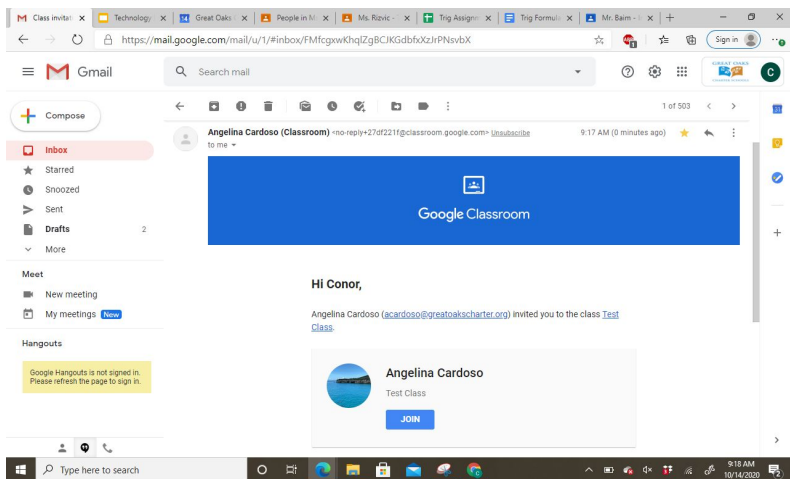 Class invitat
Technology
Great Oaks
People in M
Ms. Rizvic -
Trig Assignm
Trig Formula
Mr. Baim -
https://mail.google.com/mail/u/1/#inbox/FMfcgxwKhqlZgBCJKGdbfxXzJrPNsvbX
Sign in
Gmail
Search mail
GREAT OAKS
C
Compose
1 of 503
Inbox
Starred
Snoozed
Sent
Drafts 2
More
Meet
New meeting
My meetings New
Hangouts
Google Hangouts is not signed in.
Please refresh the page to sign in.
Angelina Cardoso (Classroom) <no-reply+27df221f@classroom.google.com> Unsubscribe
9:17 AM (0 minutes ago)
to me
Google Classroom
Hi Conor,
Angelina Cardoso (acardoso@greatoakscharter.org) invited you to the class Test
Class.
Angelina Cardoso
Test Class
JOIN
Type here to search
9:18 AM
10/14/2020